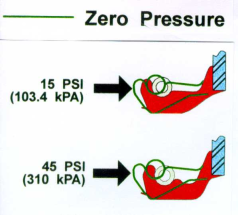 Zero Pressure
15 PSI
(103.4 kPA)
45 PSI
(310 kPA)